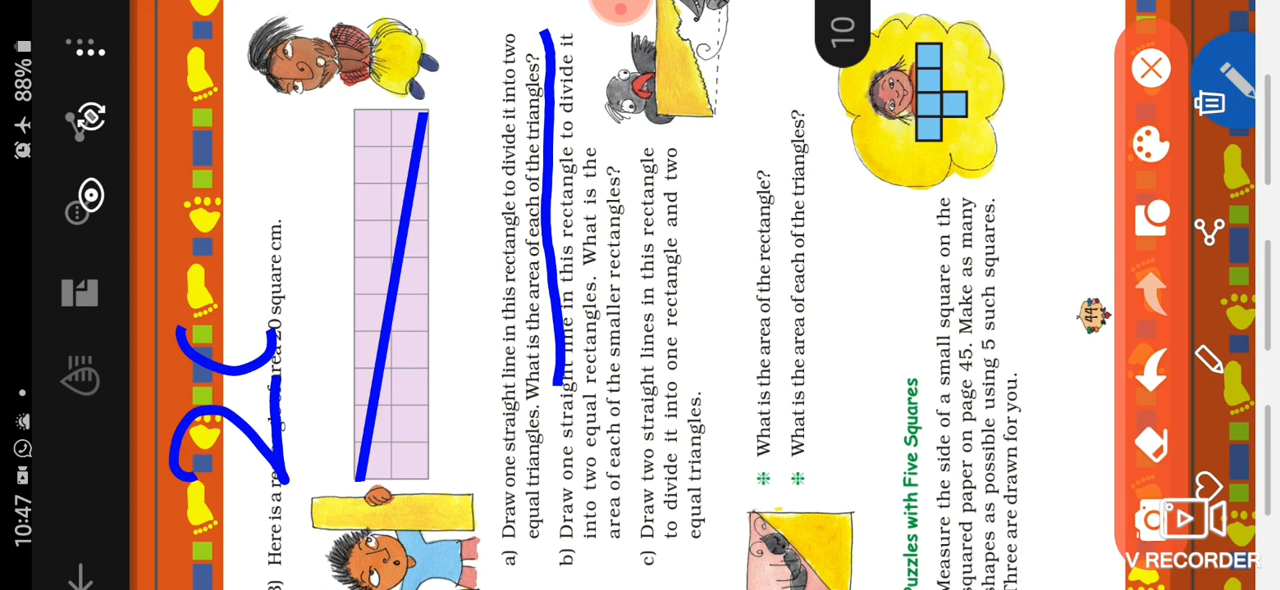 3) Here is a rectangle of area 20 square cm.
a) Draw one straight line in this rectangle to divide it into two
equal triangles. What is the area of each of the triangles?
b) Draw one straight line in this rectangle to divide it
into two equal rectangles. What is the
area of each of the smaller rectangles?
c) Draw two straight lines in this rectangle
to divide it into one rectangle and two
equal triangles.
✻ What is the area of the rectangle?
✻ What is the area of each of the triangles?
Puzzles with Five Squares
Measure the side of a small square on the
squared paper on page 45. Make as many
shapes as possible using 5 such squares.
Three are drawn for you.
44
10:47
88%
10
V RECORDER